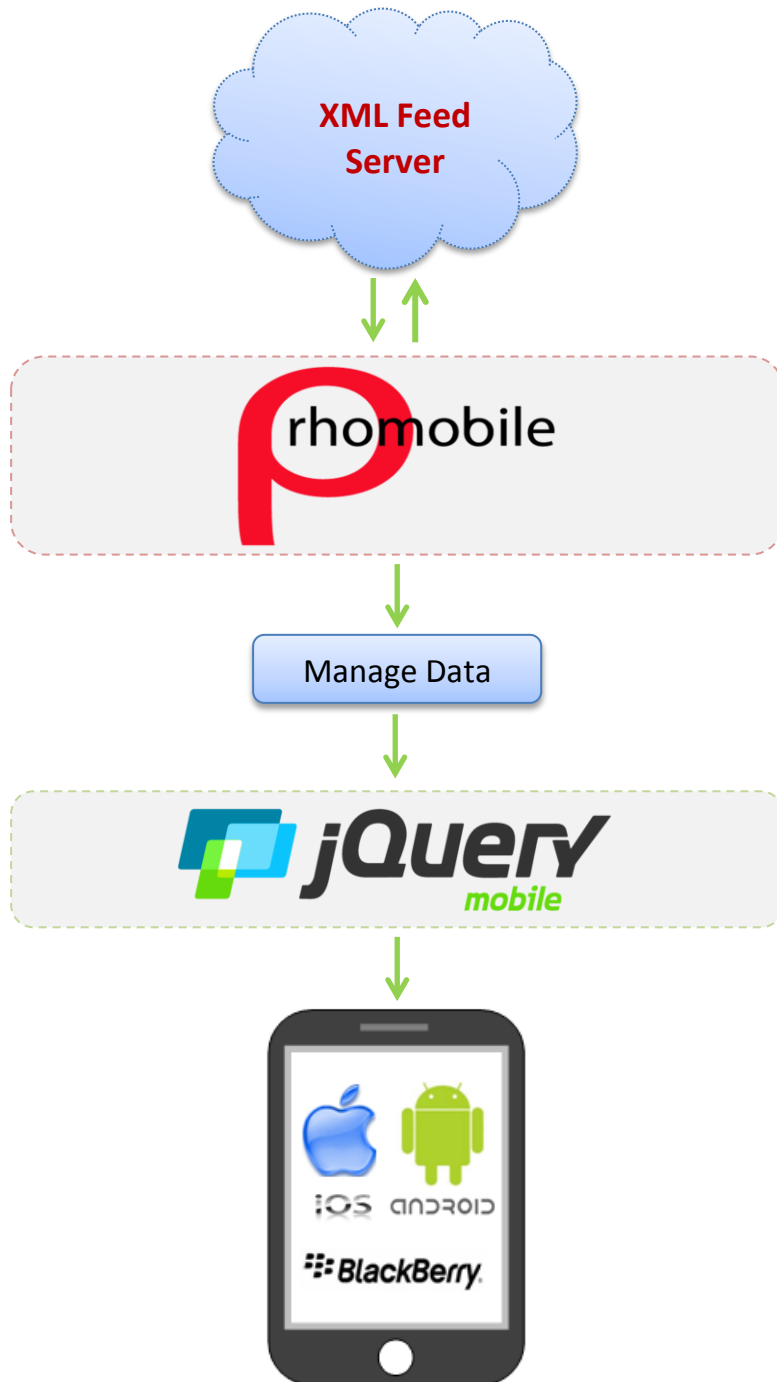 XML Feed
Server
rhomobile
Manage Data
jQuery
mobile
iOS ANDROID
BlackBerry.